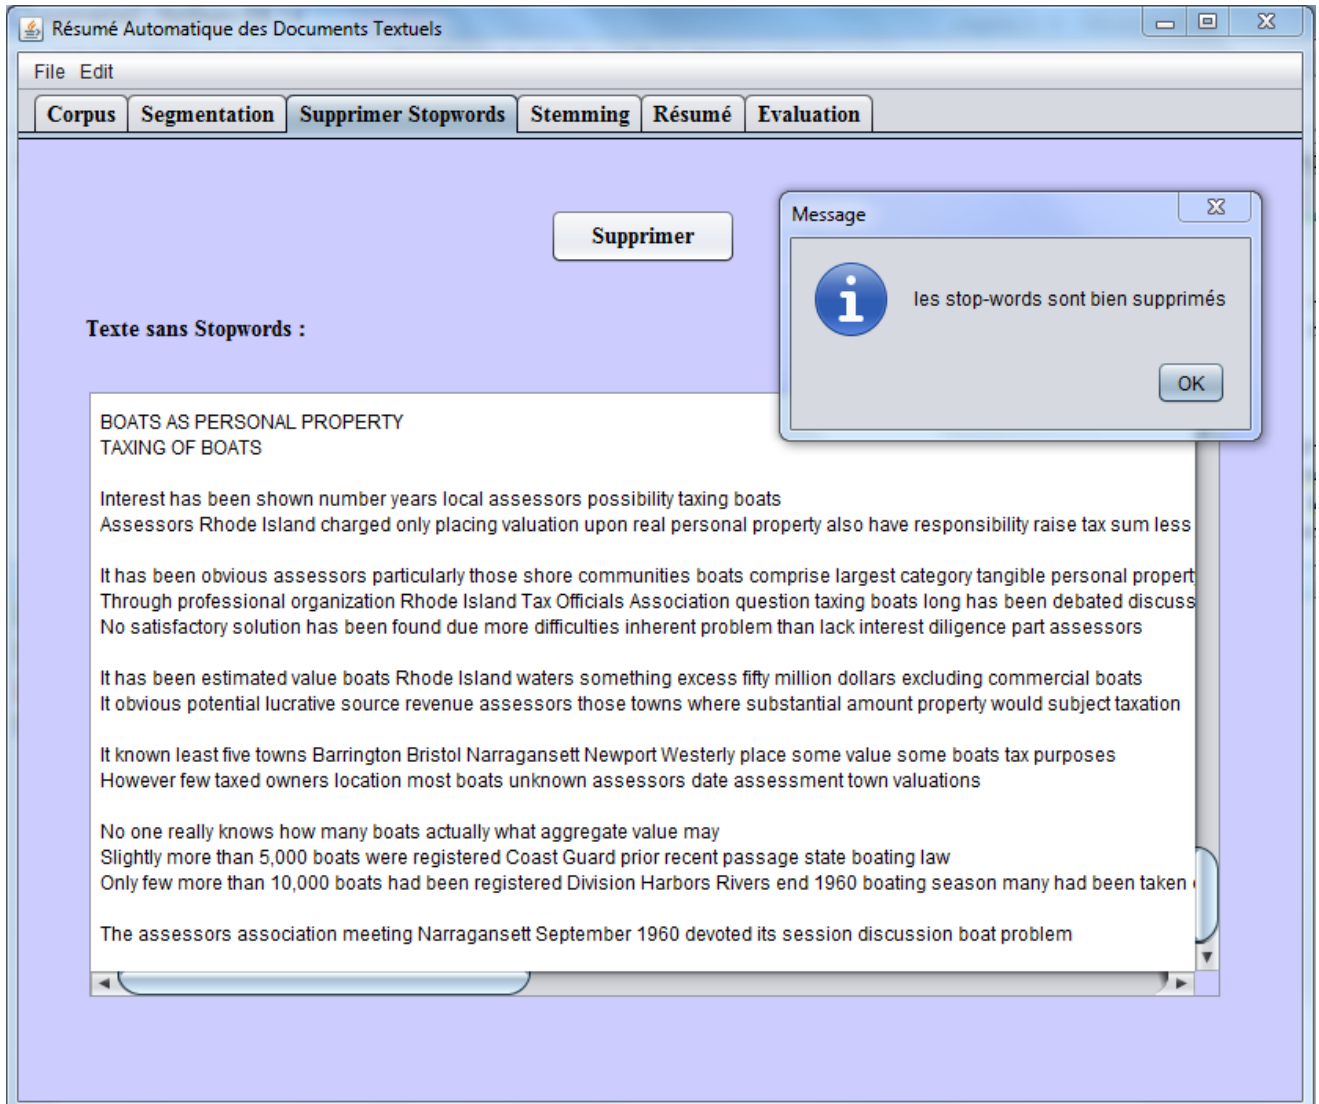 Résumé Automatique des Documents Textuels
File Edit
Corpus Segmentation Supprimer Stopwords Stemming Résumé Evaluation
Supprimer
Message
les stop-words sont bien supprimés
OK
Texte sans Stopwords :
BOATS AS PERSONAL PROPERTY
TAXING OF BOATS
Interest has been shown number years local assessors possibility taxing boats
Assessors Rhode Island charged only placing valuation upon real personal property also have responsibility raise tax sum less
It has been obvious assessors particularly those shore communities boats comprise largest category tangible personal propert
Through professional organization Rhode Island Tax Officials Association question taxing boats long has been debated discuss
No satisfactory solution has been found due more difficulties inherent problem than lack interest diligence part assessors
It has been estimated value boats Rhode Island waters something excess fifty million dollars excluding commercial boats
It obvious potential lucrative source revenue assessors those towns where substantial amount property would subject taxation
It known least five towns Barrington Bristol Narragansett Newport Westerly place some value some boats tax purposes
However few taxed owners location most boats unknown assessors date assessment town valuations
No one really knows how many boats actually what aggregate value may
Slightly more than 5,000 boats were registered Coast Guard prior recent passage state boating law
Only few more than 10,000 boats had been registered Division Harbors Rivers end 1960 boating season many had been taken
The assessors association meeting Narragansett September 1960 devoted its session discussion boat problem